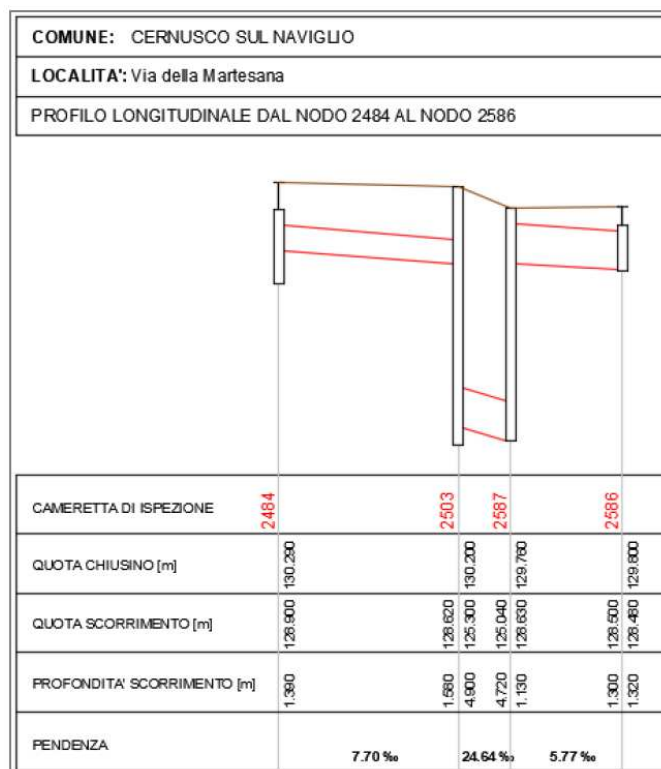 COMUNE: CERNUSCO SUL NAVIGLIO
LOCALITA': Via della Martesana
PROFILO LONGITUDINALE DAL NODO 2484 AL NODO 2586
CAMERETTA DI ISPEZIONE 2484 2503 2587 2586
QUOTA CHIUSINO [m] 130.290 130.200 129.760 129.800
QUOTA SCORRIMENTO [m] 128.900 128.620 125.300 125.040 128.630 128.500 128.480
PROFONDITA' SCORRIMENTO [m] 1.390 1.580 4.900 4.720 1.130 1.300 1.320
PENDENZA 7.70 ‰ 24.64 ‰ 5.77 ‰